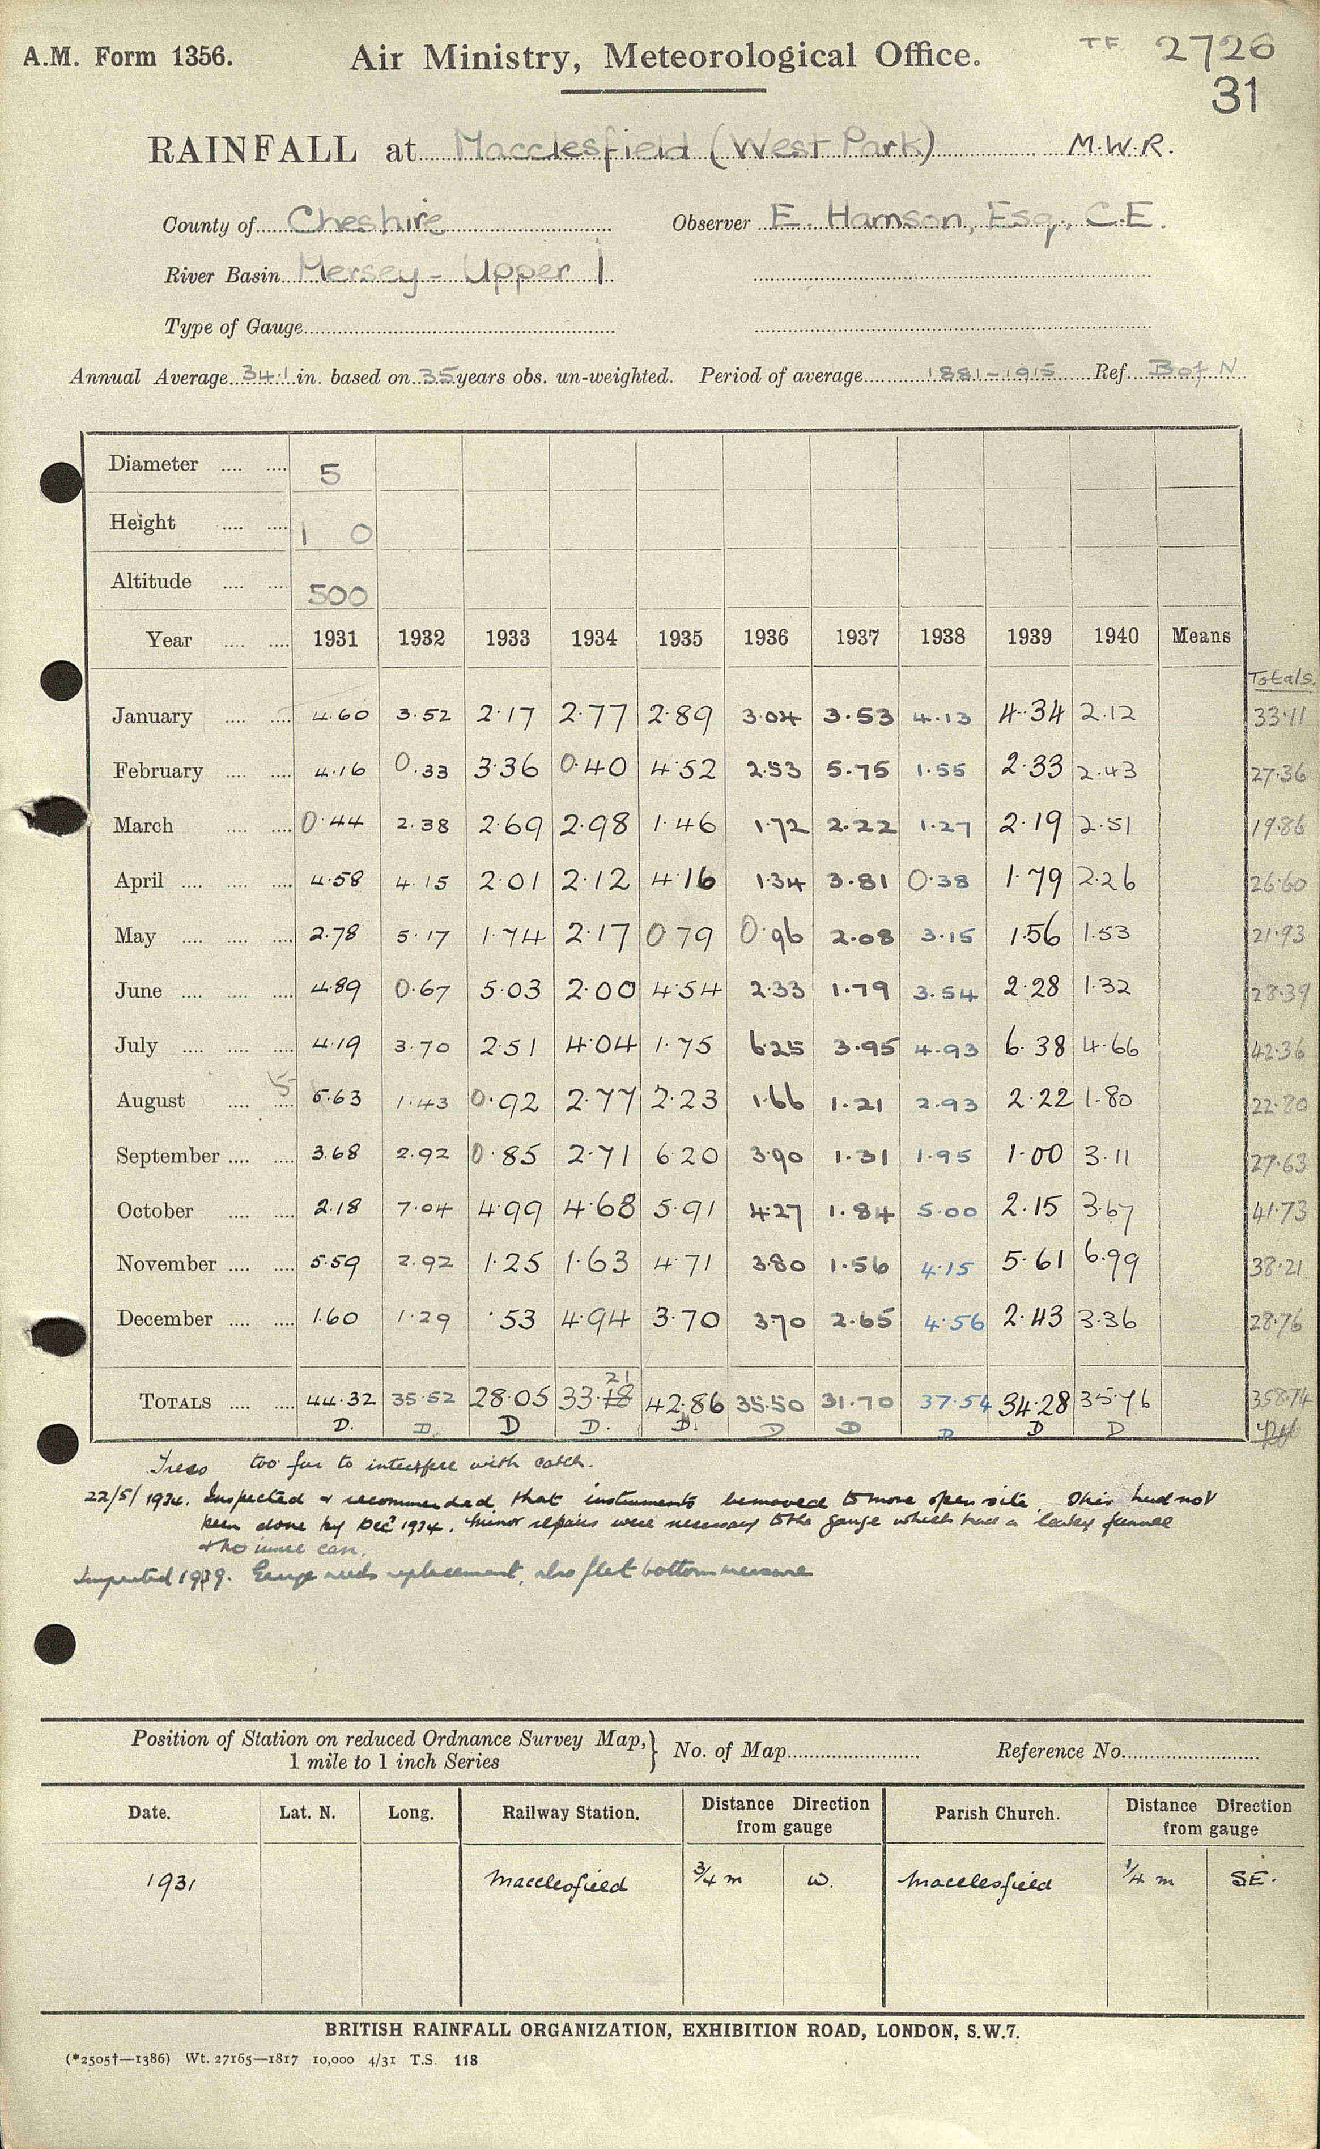 A.M. Form 1356. Air Ministry, Meteorological Office. TF 2726
31
RAINFALL at Macclesfield (West Park) M.W.R.
County of Cheshire Observer E. Harrison, Esq., C.E.
River Basin Mersey - Upper 1
Type of Gauge
Annual Average 34.1 in. based on 35 years obs. un-weighted. Period of average 1881-1915 Ref. B of N
Diameter 5
Height 1 0
Altitude 500
Year 1931 1932 1933 1934 1935 1936 1937 1938 1939 1940 Means
Totals.
January 4.60 3.52 2.17 2.77 2.89 3.04 3.53 4.13 4.34 2.12 33.11
February 4.16 0.33 3.36 0.40 4.52 2.53 5.75 1.55 2.33 2.43 27.36
March 0.44 2.38 2.69 2.98 1.46 1.72 2.22 1.27 2.19 2.51 19.86
April 4.58 4.15 2.01 2.12 4.16 1.34 3.81 0.38 1.79 2.26 26.60
May 2.78 5.17 1.74 2.17 0.79 0.96 2.08 3.15 1.56 1.53 21.93
June 4.89 0.67 5.03 2.00 4.54 2.33 1.79 3.54 2.28 1.32 28.39
July 4.19 3.70 2.51 4.04 1.75 6.25 3.95 4.93 6.38 4.66 42.36
August 5 5.63 1.43 0.92 2.77 2.23 1.66 1.21 2.93 2.22 1.80 22.80
September 3.68 2.92 0.85 2.71 6.20 3.90 1.31 1.95 1.00 3.11 27.63
October 2.18 7.04 4.99 4.68 5.91 4.27 1.84 5.00 2.15 3.67 41.73
November 5.59 2.92 1.25 1.63 4.71 3.80 1.56 4.15 5.61 6.99 38.21
December 1.60 1.29 .53 4.94 3.70 3.70 2.65 4.56 2.43 3.36 28.76
21
TOTALS 44.32 35.52 28.05 33.18 42.86 35.50 31.70 37.54 34.28 35.76 358.74
D. D. D D. D. D D D D D
Trees too far to interfere with catch.
22/5/1934. Inspected & recommended that instruments be moved to more open site. This had not
been done by Dec 1934. Minor repairs were necessary to the gauge which had a leaky funnel
& no inner can.
Inspected 1939. Gauge needs replacement, also flat bottom measure
Position of Station on reduced Ordnance Survey Map, 1 mile to 1 inch Series } No. of Map Reference No.
Date. Lat. N. Long. Railway Station. Distance Direction from gauge Parish Church. Distance Direction from gauge
1931 Macclesfield ¾ m W. Macclesfield ¼ m SE.
BRITISH RAINFALL ORGANIZATION, EXHIBITION ROAD, LONDON, S.W.7.
(*2505†—1386) Wt. 27165—1817 10,000 4/31 T.S. 118